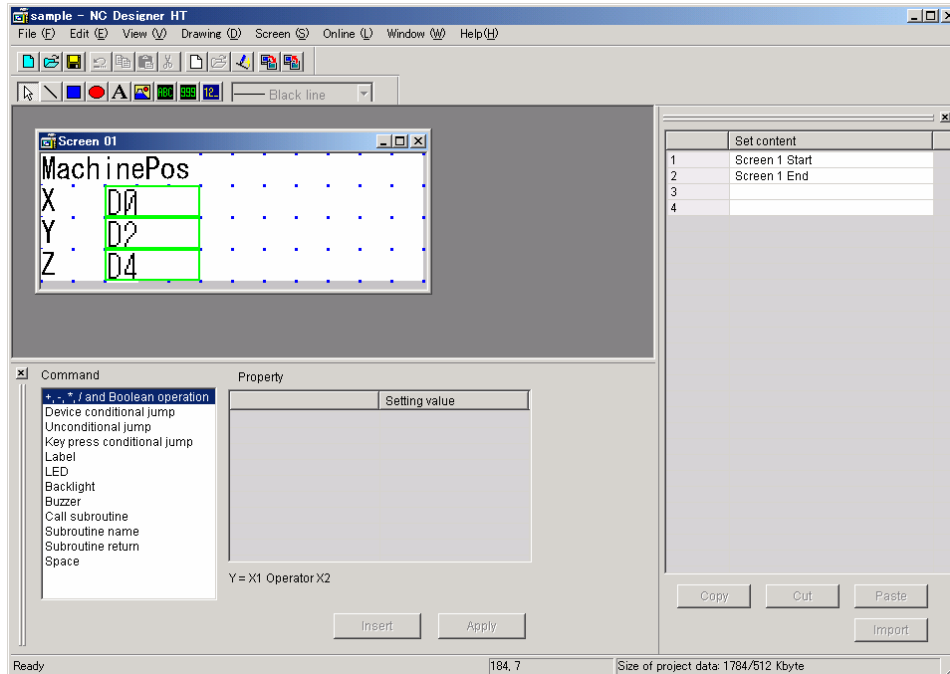 sample - NC Designer HT
File (F) Edit (E) View (V) Drawing (D) Screen (S) Online (L) Window (W) Help(H)
A ABC 999 12.. Black line
Screen 01
MachinePos
X D0
Y D2
Z D4
Set content
1 Screen 1 Start
2 Screen 1 End
3
4
Command
+, -, *, / and Boolean operation
Device conditional jump
Unconditional jump
Key press conditional jump
Label
LED
Backlight
Buzzer
Call subroutine
Subroutine name
Subroutine return
Space
Property
Setting value
Y = X1 Operator X2
Insert Apply
Copy Cut Paste
Import
Ready 184, 7 Size of project data: 1784/512 Kbyte